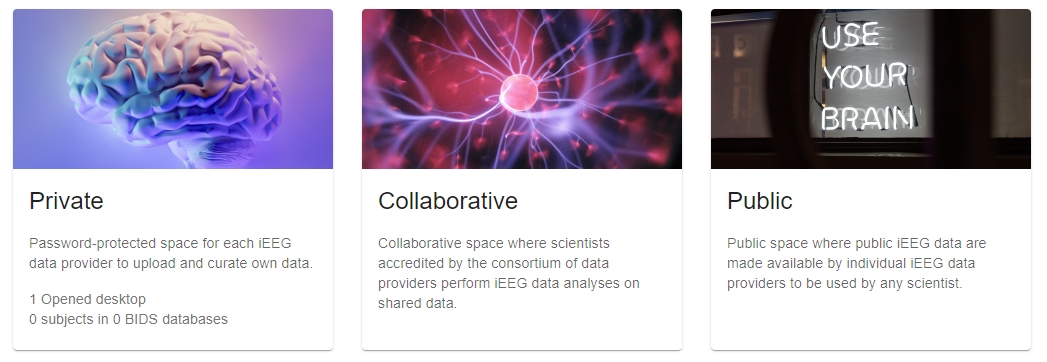 USE
YOUR
BRAIN
Private
Password-protected space for each iEEG
data provider to upload and curate own data.
1 Opened desktop
0 subjects in 0 BIDS databases
Collaborative
Collaborative space where scientists
accredited by the consortium of data
providers perform iEEG data analyses on
shared data.
Public
Public space where public iEEG data are
made available by individual iEEG data
providers to be used by any scientist.